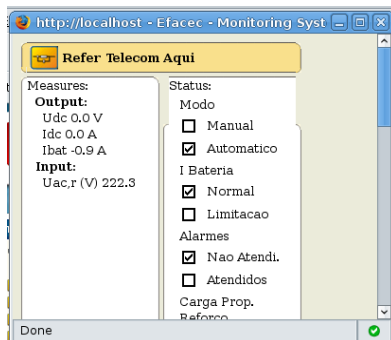 http://localhost - Efacec - Monitoring Syst
Refer Telecom Aqui
Measures:
Output:
Udc 0.0 V
Idc 0.0 A
Ibat -0.9 A
Input:
Uac,r (V) 222.3
Status:
Modo
Manual
Automatico
I Bateria
Normal
Limitacao
Alarmes
Nao Atendi.
Atendidos
Carga Prop.
Reforco
Done